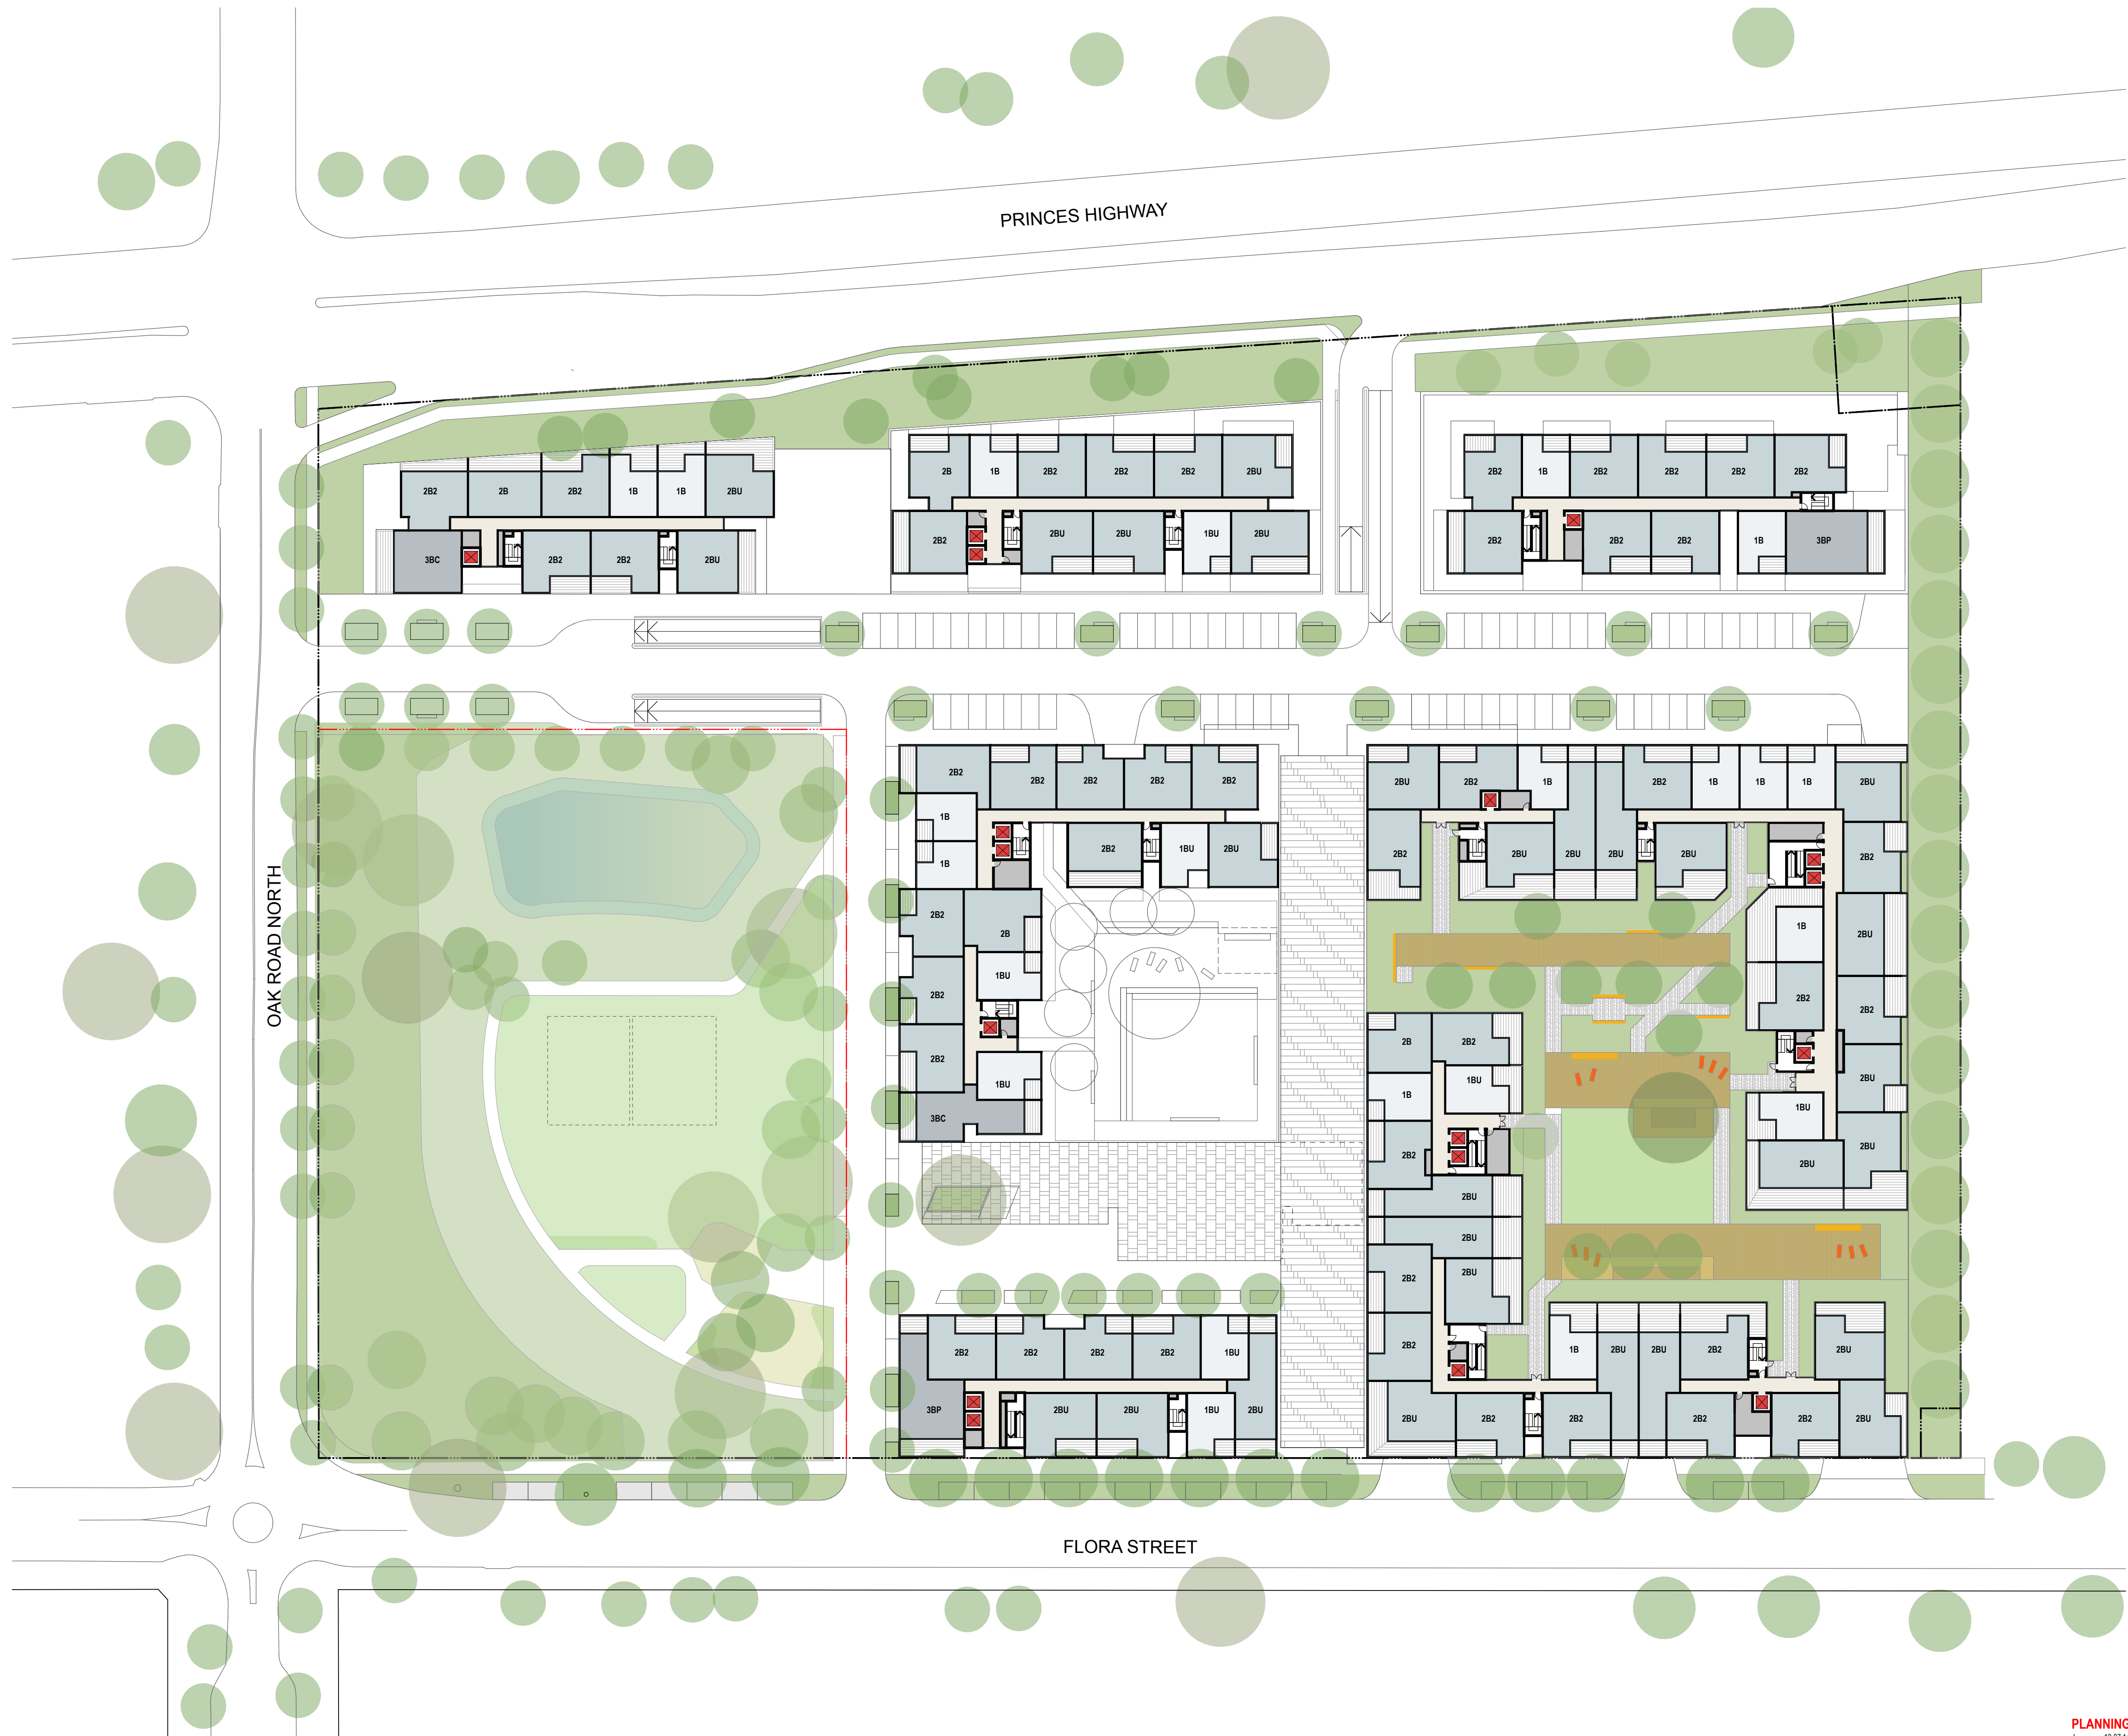 PRINCES HIGHWAY
2B 1B 2B2 2B2 2B2 2BU
2B2 1B 2B2 2B2 2B2 2B2
2B2 2B 2B2 1B 1B 2BU
2B2 2BU 2BU 1BU 2BU
2B2 2B2 2B2 1B 3BP
3BC 2B2 2B2 2BU
2B2 2B2 2B2 2B2 2B2
2BU 2B2 1B 2B2 1B 1B 1B 2BU
1B
2B2 1BU 2BU
2B2 2BU 2BU 2BU 2BU 2B2
1B
OAK ROAD NORTH
2B2
2B
1B 2BU
1BU
2B2
2B2 2B2
2B 2B2
2B2
1BU
1BU
2BU
1B
1BU
3BC
2B2
2BU
2BU
2BU
2BU
2B2 2BU
2B2 2B2 2B2 2B2 1BU
2B2
1B 2BU 2BU 2B2 2BU
3BP 2BU 2BU 1BU 2BU
2BU 2B2 2B2 2B2 2B2 2BU
FLORA STREET
PLANNING